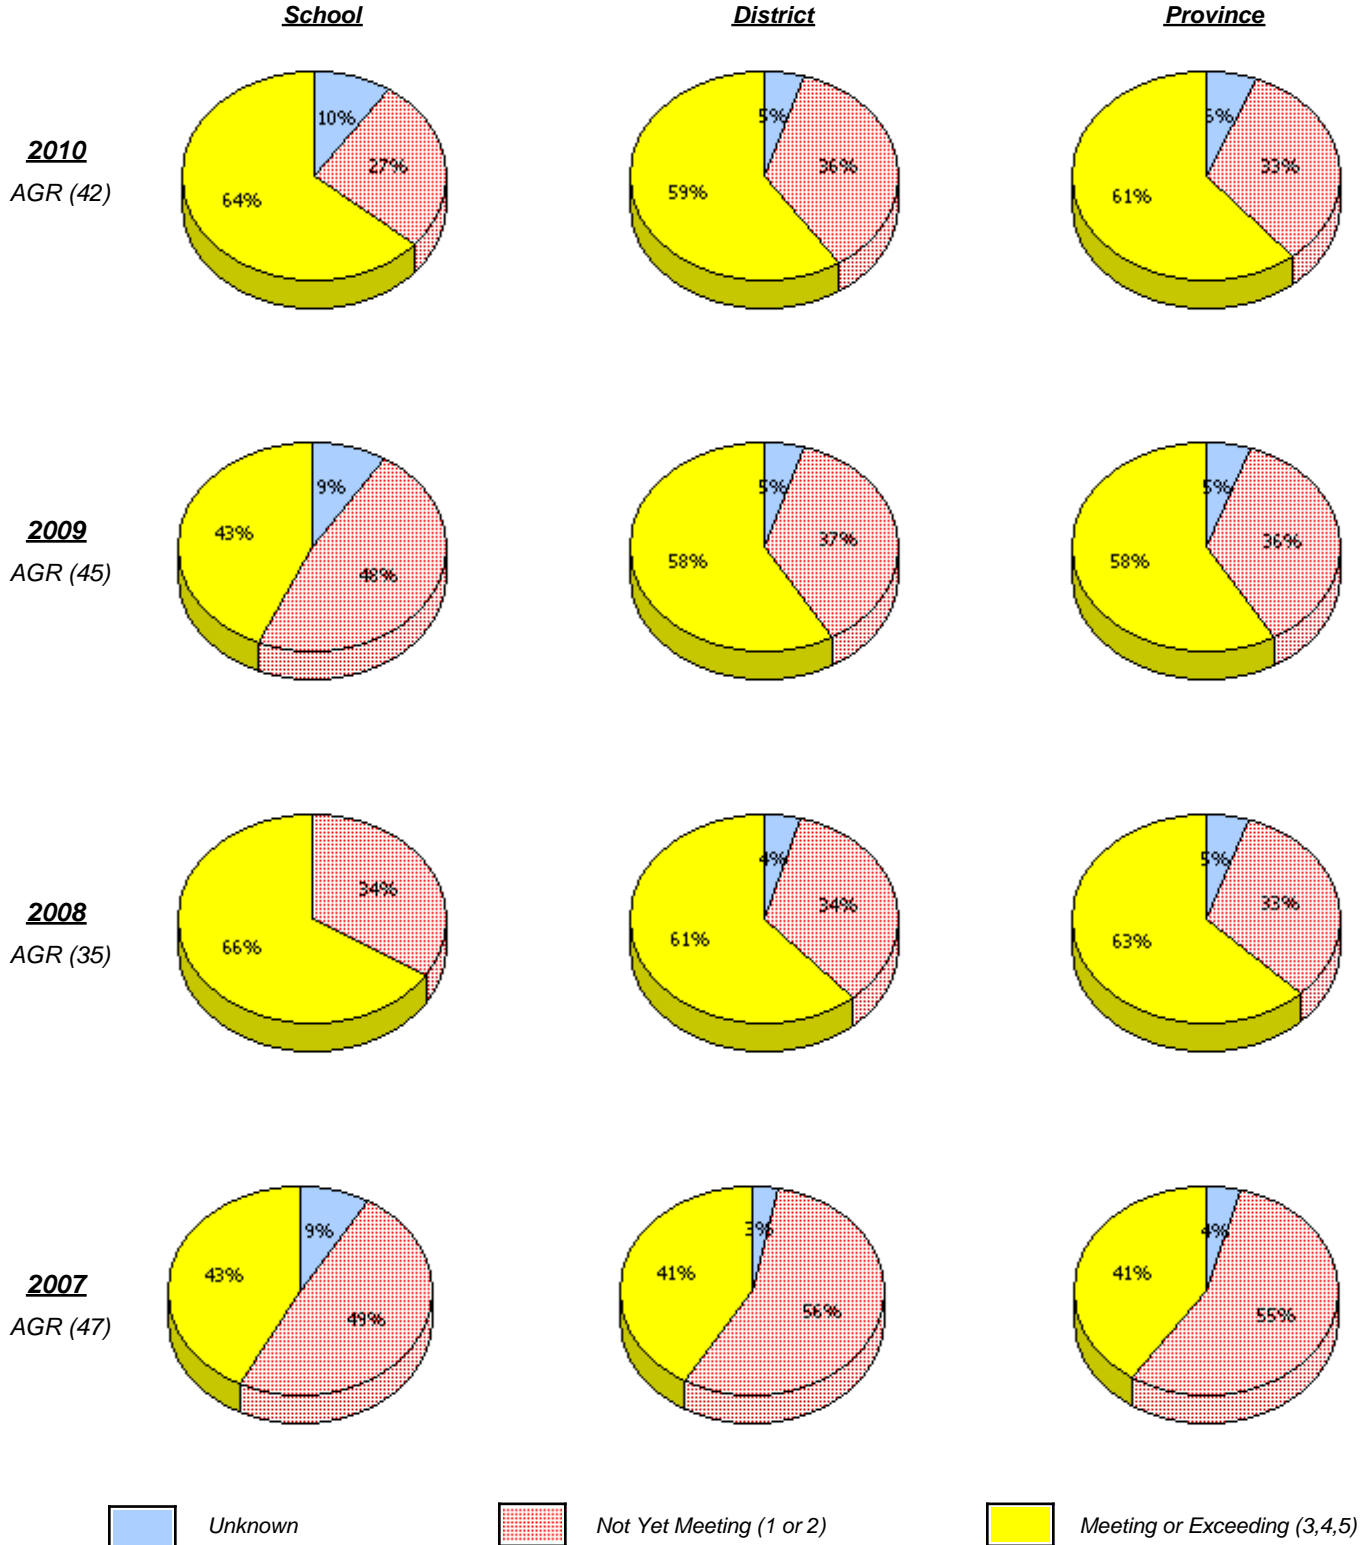 School District Province
10% 5% 6%
27% 36% 33%
2010
AGR (42)
64% 59% 61%
9% 5% 5%
43% 37% 36%
2009
AGR (45)
48% 58% 58%
4% 5%
34% 34% 33%
2008
AGR (35)
66% 61% 63%
9% 3% 4%
43% 41% 41%
2007
AGR (47)
49% 56% 55%
Unknown Not Yet Meeting (1 or 2) Meeting or Exceeding (3,4,5)